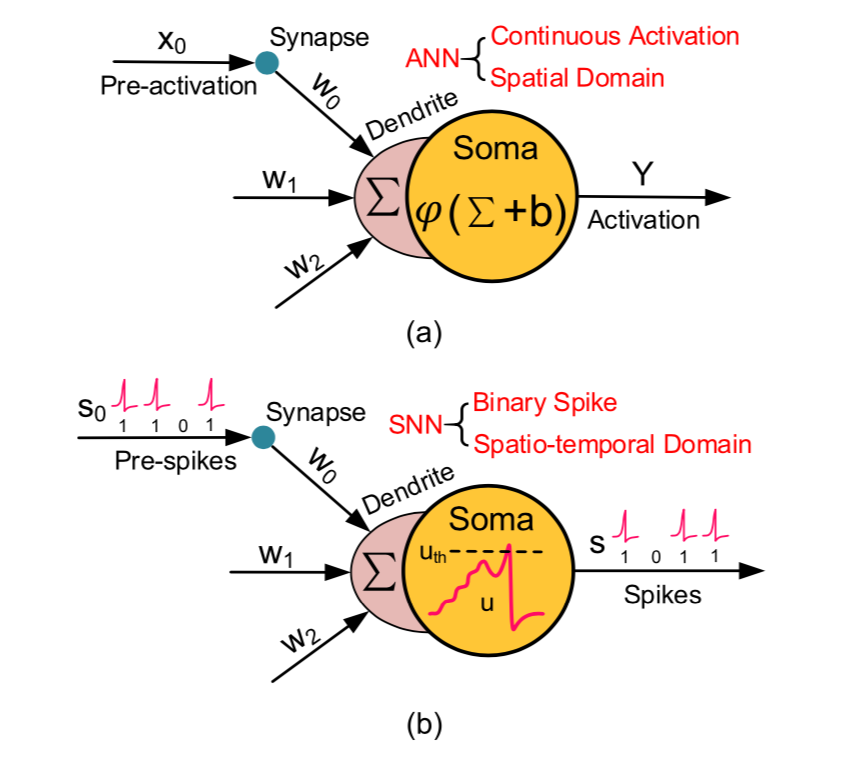 X0
Synapse
Pre-activation
W0
Dendrite
ANN
Continuous Activation
Spatial Domain
W1
W2
Σ
Soma
φ(Σ+b)
Y
Activation
(a)
S0
1 1 0 1
Synapse
Pre-spikes
W0
Dendrite
SNN
Binary Spike
Spatio-temporal Domain
W1
W2
Σ
Soma
uth
u
S
1 0 1 1
Spikes
(b)